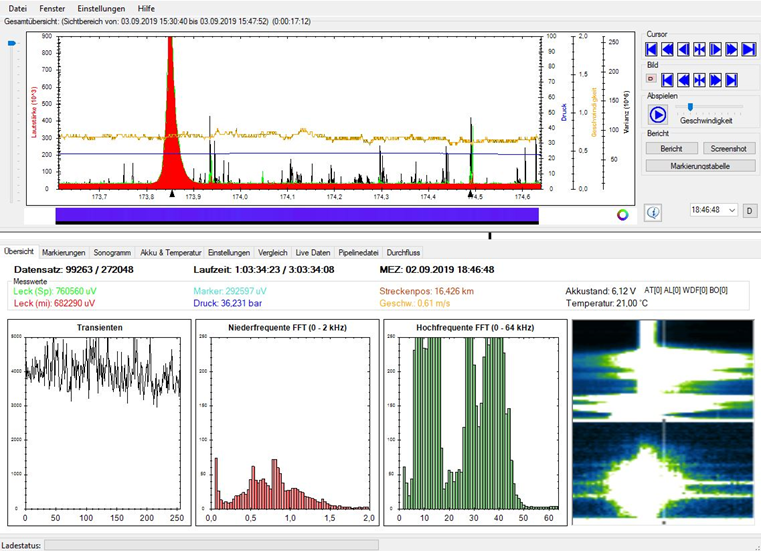 Datei Fenster Einstellungen Hilfe
Gesamtübersicht: (Sichtbereich von: 03.09.2019 15:30:40 bis 03.09.2019 15:47:52) (0:00:17:12)
Lautstärke (10^3)
900
800
700
600
500
400
300
200
100
0
173,7 173,8 173,9 174,0 174,1 174,2 174,3 174,4 174,5 174,6
100
90
80
70
60
50
40
30
20
10
0
Druck
2,0
1,5
1,0
0,5
0,0
Geschwindigkeit
250
200
150
100
50
Varianz (10^6)
Cursor
Bild
Abspielen
Geschwindigkeit
Bericht
Bericht Screenshot
Markierungstabelle
18:46:48 D
Übersicht Markierungen Sonogramm Akku & Temperatur Einstellungen Vergleich Live Daten Pipelinedatei Durchfluss
Datensatz: 99263 / 272048 Laufzeit: 1:03:34:23 / 3:03:34:08 MEZ: 02.09.2019 18:46:48
Messwerte
Leck (Sp): 760560 uV Marker: 292597 uV Streckenpos: 16,426 km Akkustand: 6,12 V AT[0] AL[0] WDF[0] BO[0]
Leck (mi): 682290 uV Druck: 36,231 bar Geschw.: 0,61 m/s Temperatur: 21,00 °C
Transienten
4000
3000
2000
1000
0
0 50 100 150 200 250
Niederfrequente FFT (0 - 2 kHz)
250
200
150
100
50
0
0,0 0,5 1,0 1,5 2,0
Hochfrequente FFT (0 - 64 kHz)
250
200
150
100
50
0
0 10 20 30 40 50 60
Ladestatus: